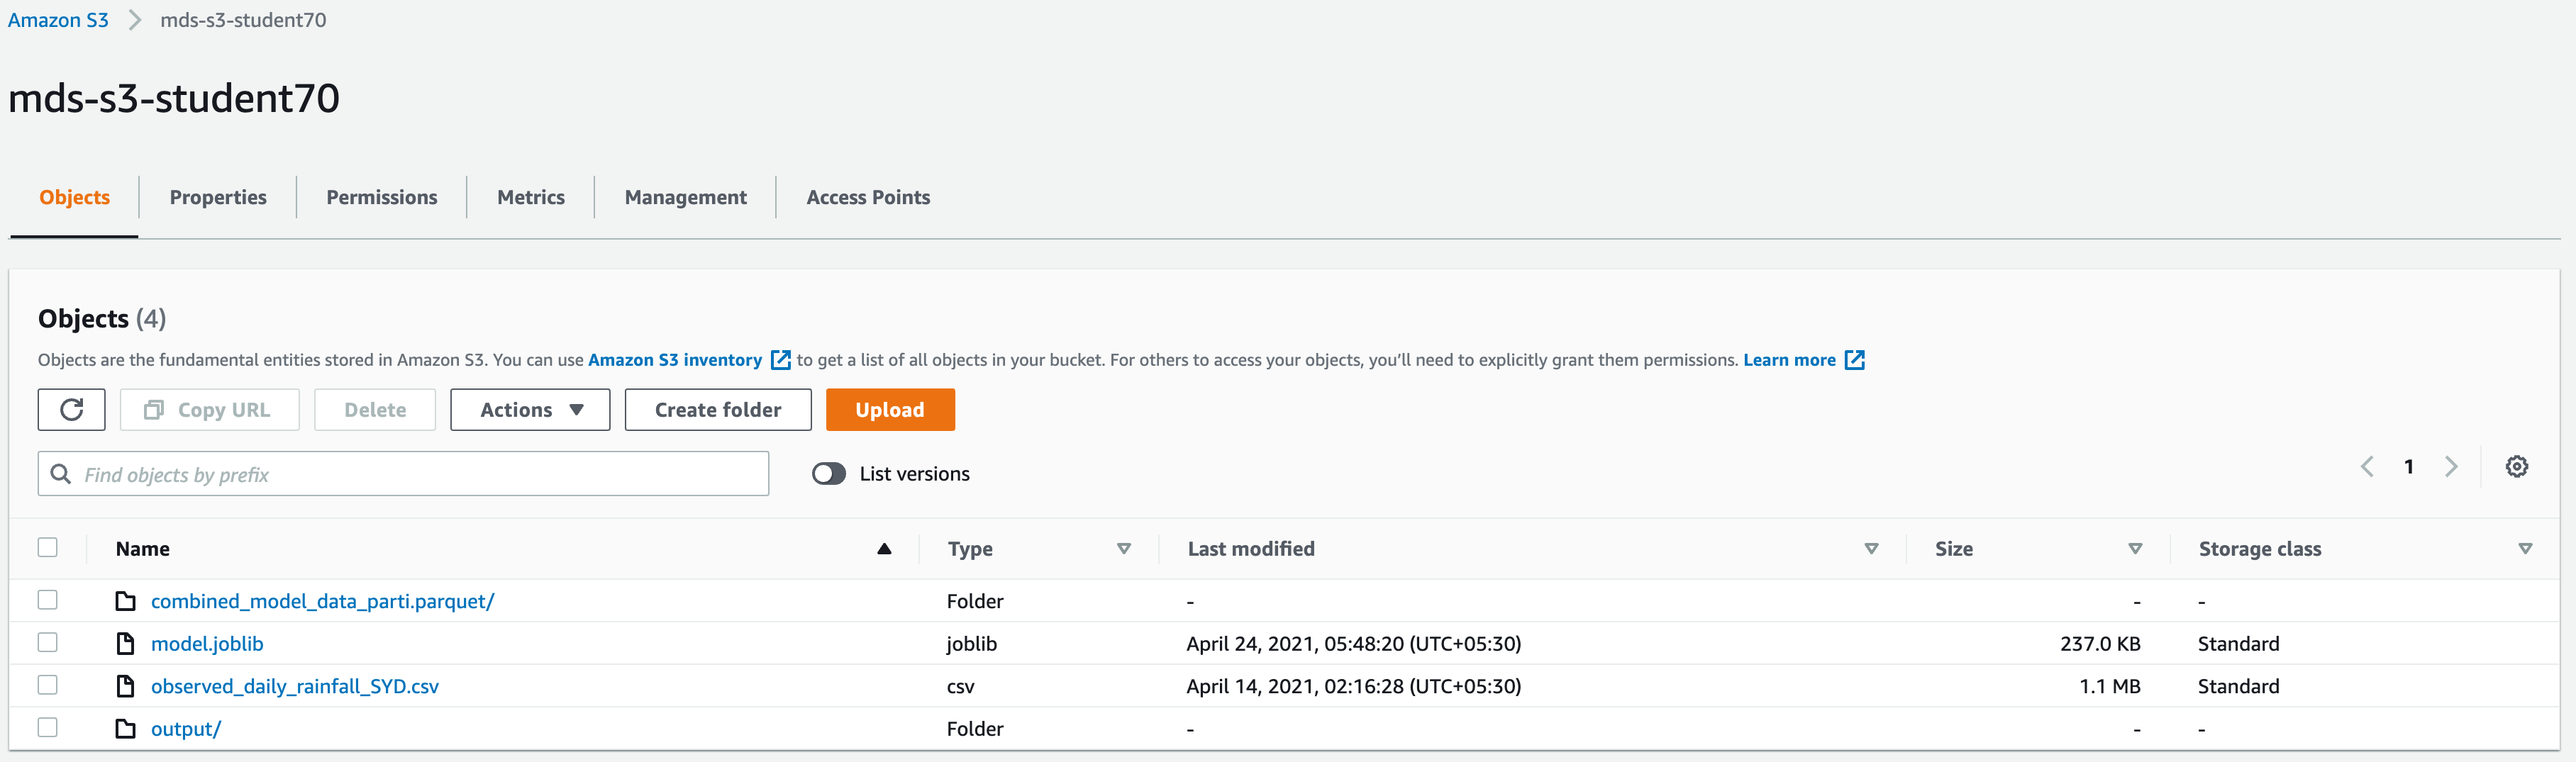 Amazon S3 > mds-s3-student70
mds-s3-student70
Objects Properties Permissions Metrics Management Access Points
Objects (4)
Objects are the fundamental entities stored in Amazon S3. You can use Amazon S3 inventory to get a list of all objects in your bucket. For others to access your objects, you'll need to explicitly grant them permissions. Learn more
Copy URL Delete Actions Create folder Upload
Find objects by prefix List versions 1
Name Type Last modified Size Storage class
combined_model_data_parti.parquet/ Folder - - -
model.joblib joblib April 24, 2021, 05:48:20 (UTC+05:30) 237.0 KB Standard
observed_daily_rainfall_SYD.csv csv April 14, 2021, 02:16:28 (UTC+05:30) 1.1 MB Standard
output/ Folder - - -